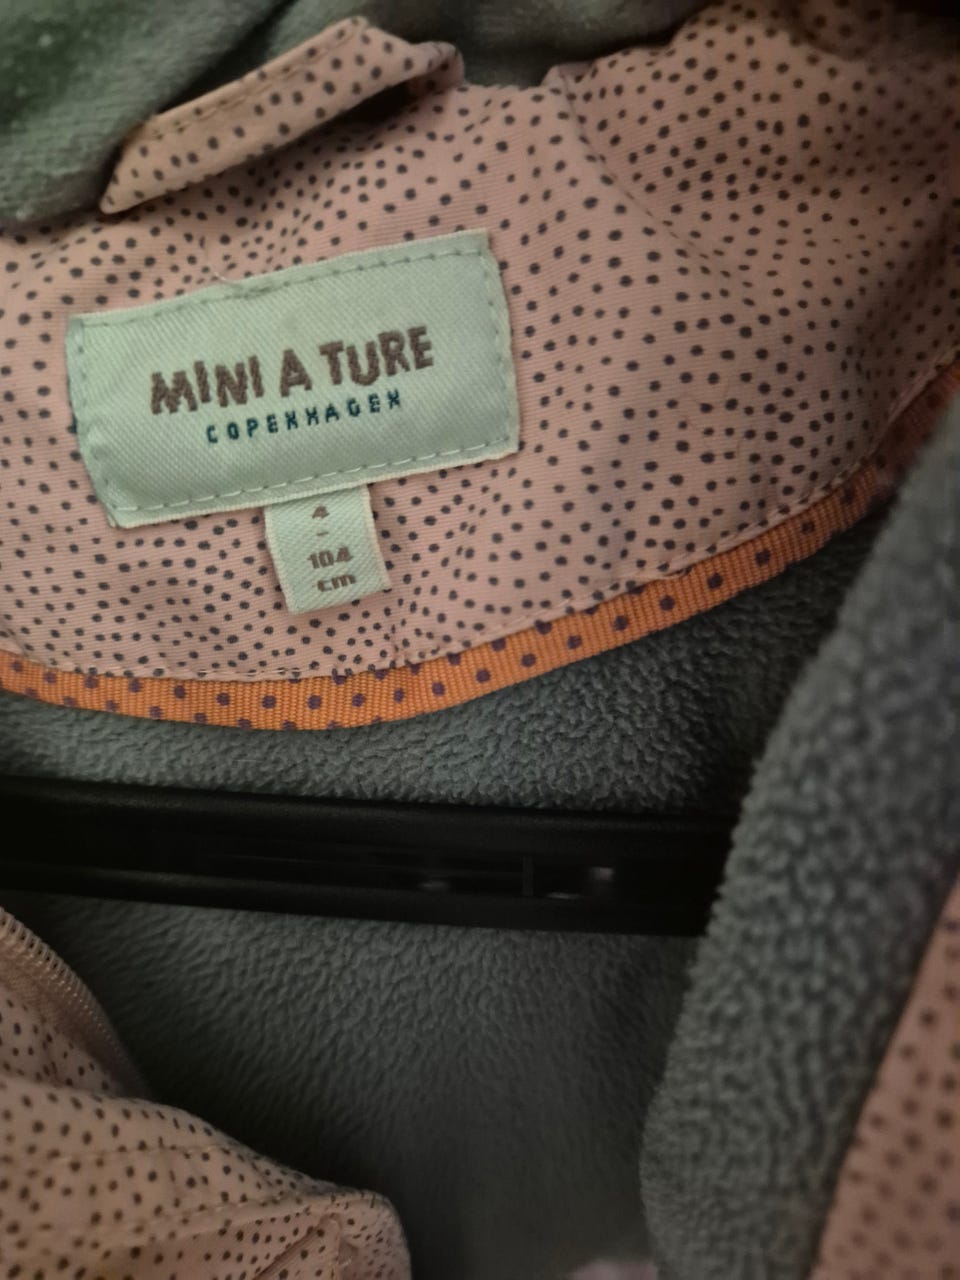 MINI A TURE
COPENHAGEN
4
-
104
cm